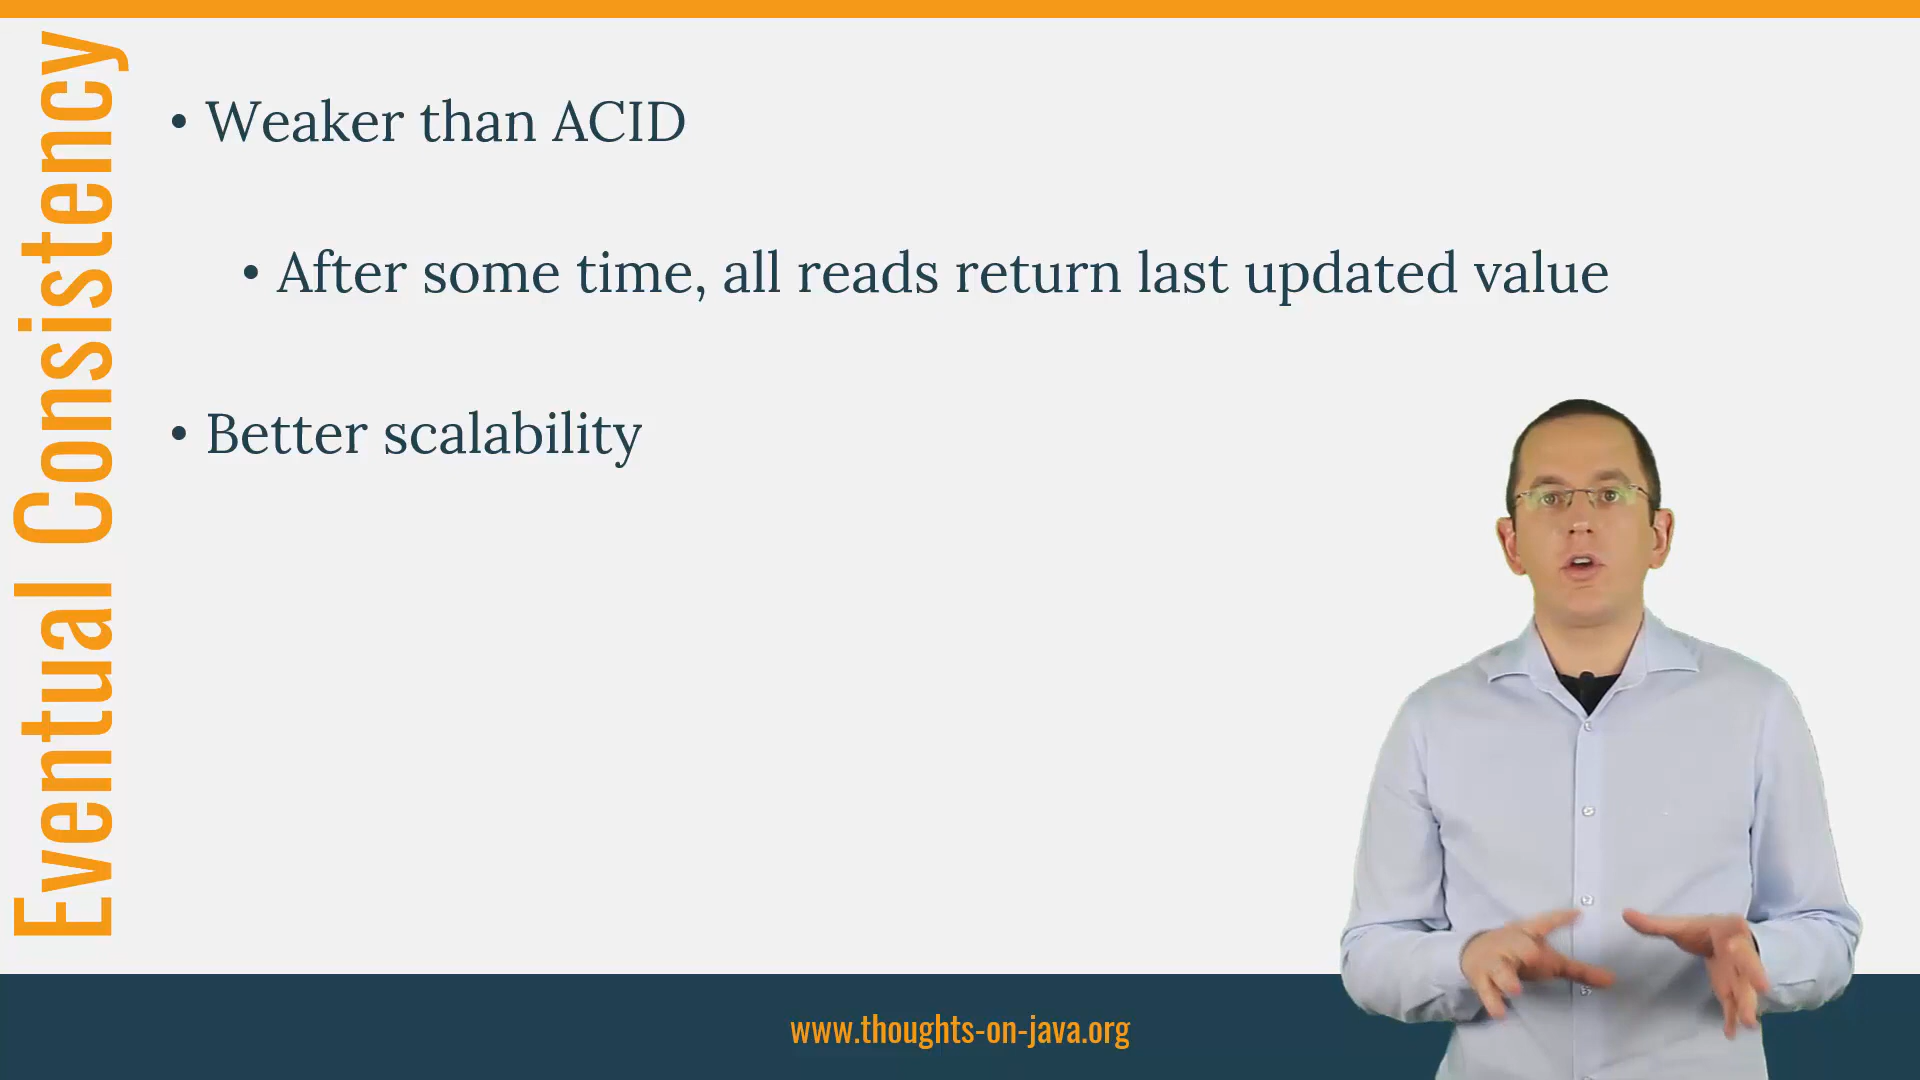 Eventual Consistency
• Weaker than ACID
• After some time, all reads return last updated value
• Better scalability
www.thoughts-on-java.org